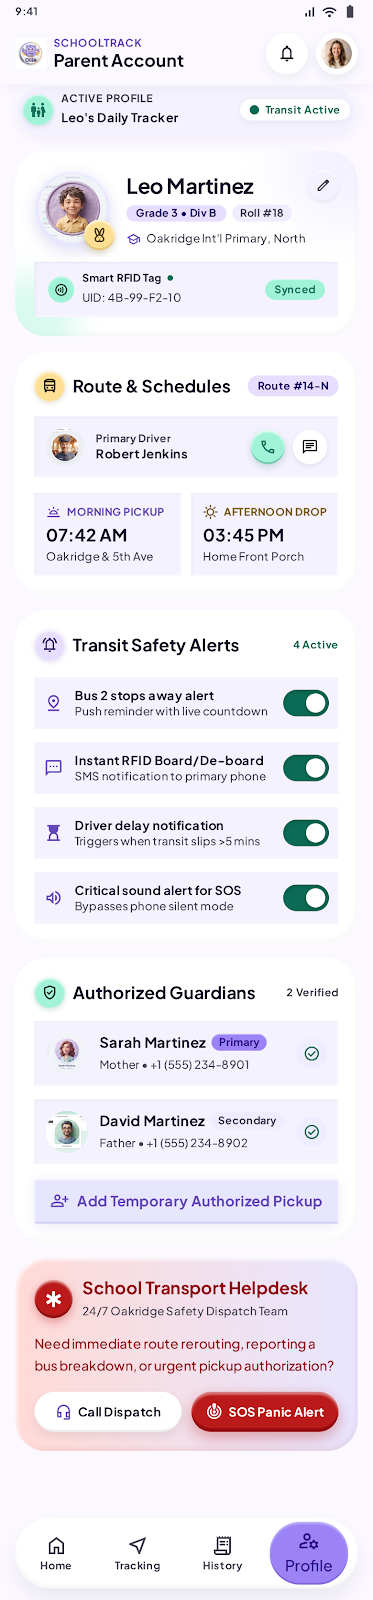 9:41
SCHOOLTRACK
Parent Account
ACTIVE PROFILE
Leo's Daily Tracker
Transit Active
Leo Martinez
Grade 3 • Div B
Roll #18
Oakridge Int'l Primary, North
Smart RFID Tag
UID: 4B-99-F2-10
Synced
Route & Schedules
Route #14-N
Primary Driver
Robert Jenkins
MORNING PICKUP
07:42 AM
Oakridge & 5th Ave
AFTERNOON DROP
03:45 PM
Home Front Porch
Transit Safety Alerts
4 Active
Bus 2 stops away alert
Push reminder with live countdown
Instant RFID Board/De-board
SMS notification to primary phone
Driver delay notification
Triggers when transit slips >5 mins
Critical sound alert for SOS
Bypasses phone silent mode
Authorized Guardians
2 Verified
Sarah Martinez
Primary
Mother • +1 (555) 234-8901
David Martinez
Secondary
Father • +1 (555) 234-8902
Add Temporary Authorized Pickup
School Transport Helpdesk
24/7 Oakridge Safety Dispatch Team
Need immediate route rerouting, reporting a
bus breakdown, or urgent pickup authorization?
Call Dispatch
SOS Panic Alert
Home
Tracking
History
Profile